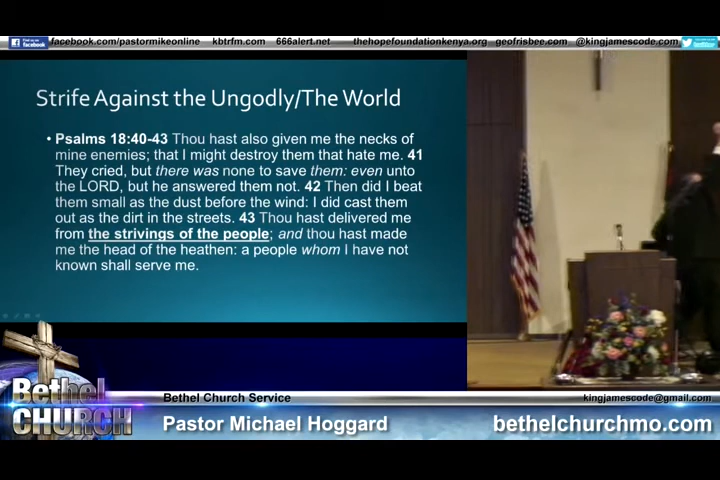 facebook.com/pastormikeonline kbtrfm.com 666alert.net thehopefoundationkenya.org geofrisbee.com @kingjamescode.com
Strife Against the Ungodly/The World
• Psalms 18:40-43 Thou hast also given me the necks of
mine enemies; that I might destroy them that hate me. 41
They cried, but there was none to save them: even unto
the LORD, but he answered them not. 42 Then did I beat
them small as the dust before the wind: I did cast them
out as the dirt in the streets. 43 Thou hast delivered me
from the strivings of the people; and thou hast made
me the head of the heathen: a people whom I have not
known shall serve me.
Bethel
CHURCH
Bethel Church Service
kingjamescode@gmail.com
Pastor Michael Hoggard
bethelchurchmo.com